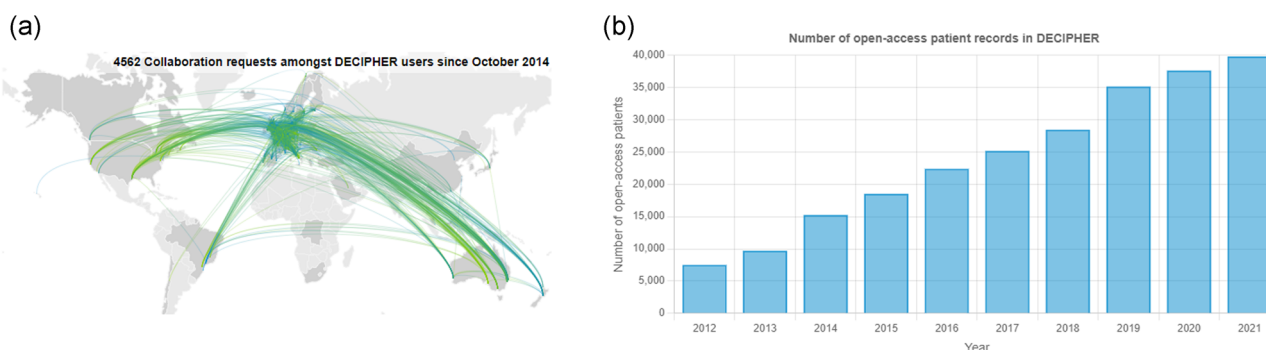 (a)
4562 Collaboration requests amongst DECIPHER users since October 2014
(b)
Number of open-access patient records in DECIPHER
Number of open-access patients
40,000
35,000
30,000
25,000
20,000
15,000
10,000
5,000
0
2012 2013 2014 2015 2016 2017 2018 2019 2020 2021
Year